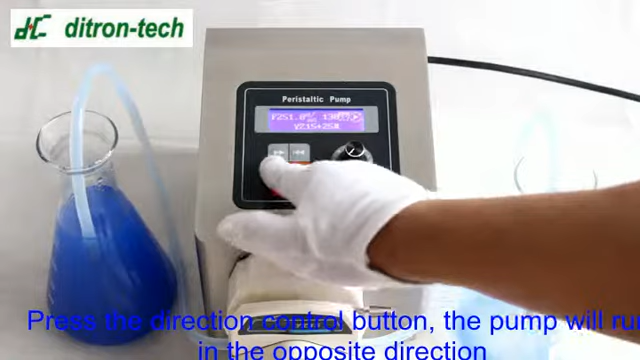 ditron-tech
Peristaltic Pump
Press the direction control button, the pump will run
in the opposite direction